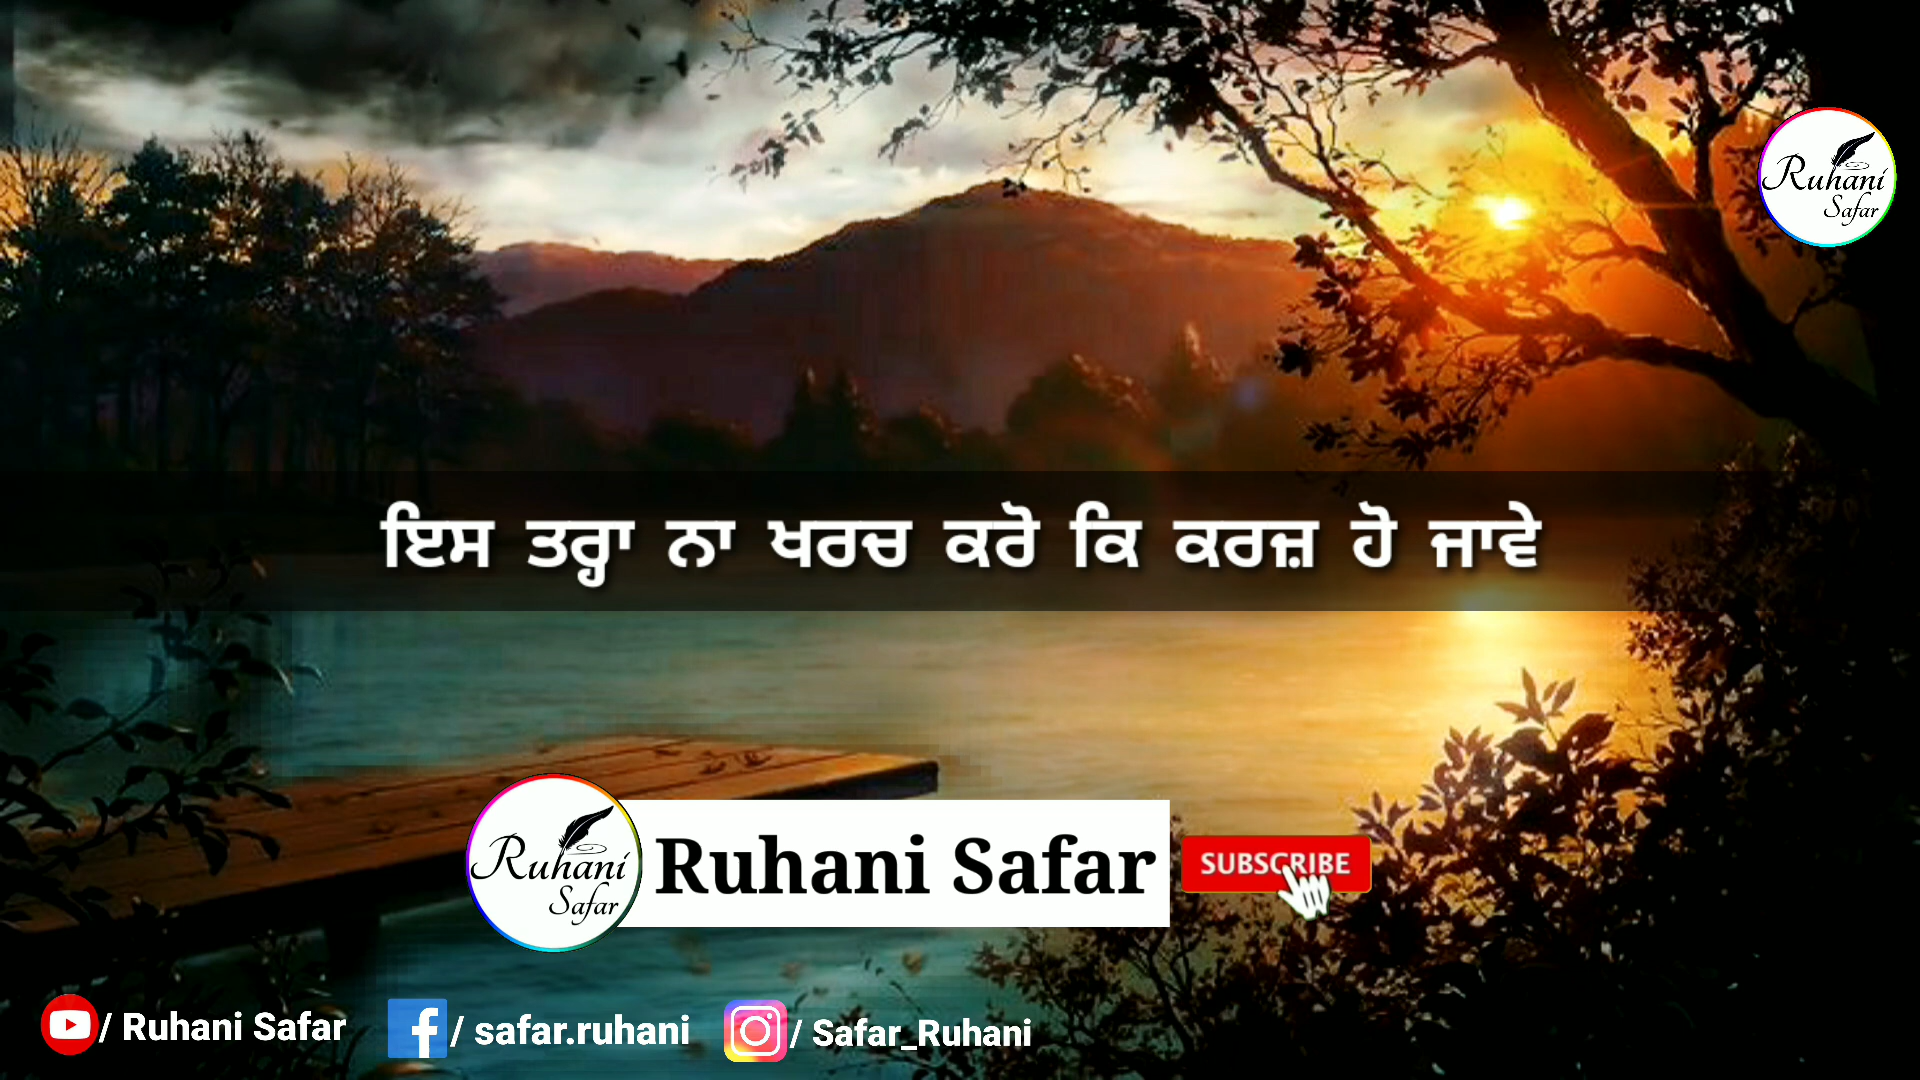 Ruhani
Safar
ਇਸ ਤਰ੍ਹਾ ਨਾ ਖਰਚ ਕਰੋ ਕਿ ਕਰਜ਼ ਹੋ ਜਾਵੇ
Ruhani
Safar
Ruhani Safar
SUBSCRIBE
/ Ruhani Safar
/ safar.ruhani
/ Safar_Ruhani